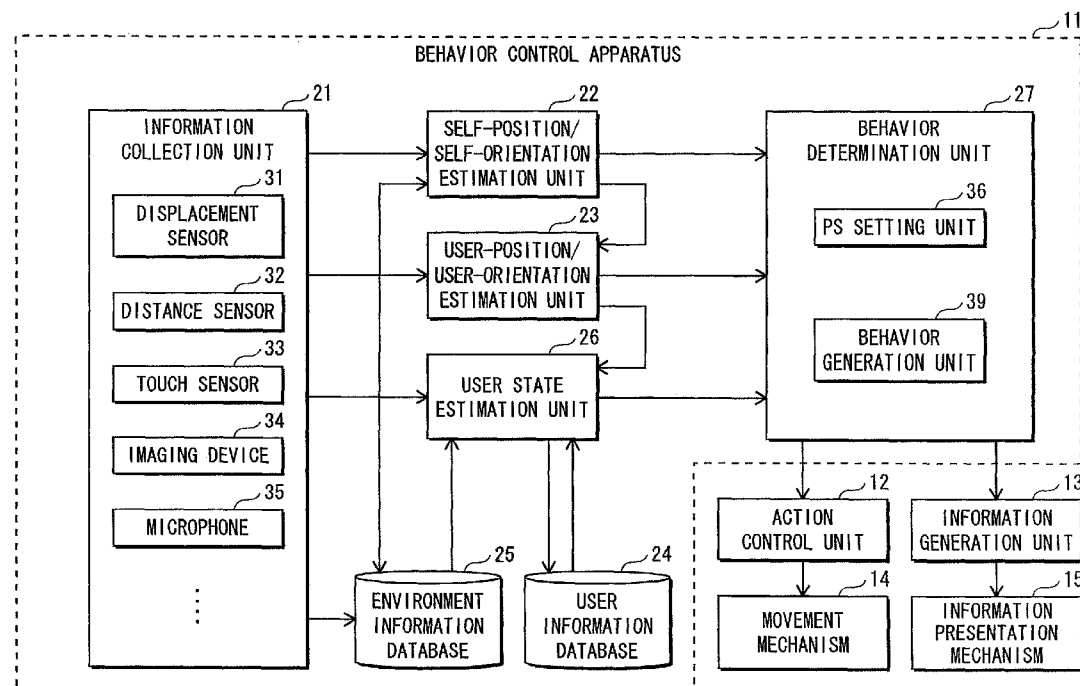 11
BEHAVIOR CONTROL APPARATUS
21
INFORMATION
COLLECTION UNIT
31
DISPLACEMENT
SENSOR
32
DISTANCE SENSOR
33
TOUCH SENSOR
34
IMAGING DEVICE
35
MICROPHONE
22
SELF-POSITION/
SELF-ORIENTATION
ESTIMATION UNIT
23
USER-POSITION/
USER-ORIENTATION
ESTIMATION UNIT
26
USER STATE
ESTIMATION UNIT
25
ENVIRONMENT
INFORMATION
DATABASE
24
USER
INFORMATION
DATABASE
27
BEHAVIOR
DETERMINATION UNIT
36
PS SETTING UNIT
39
BEHAVIOR
GENERATION UNIT
12
ACTION
CONTROL UNIT
13
INFORMATION
GENERATION UNIT
14
MOVEMENT
MECHANISM
15
INFORMATION
PRESENTATION
MECHANISM